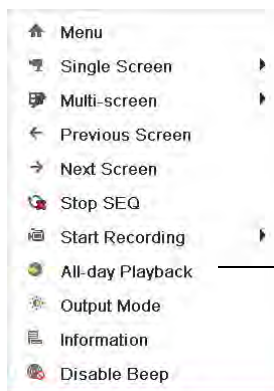 Menu
Single Screen
Multi-screen
Previous Screen
Next Screen
Stop SEQ
Start Recording
All-day Playback
Output Mode
Information
Disable Beep